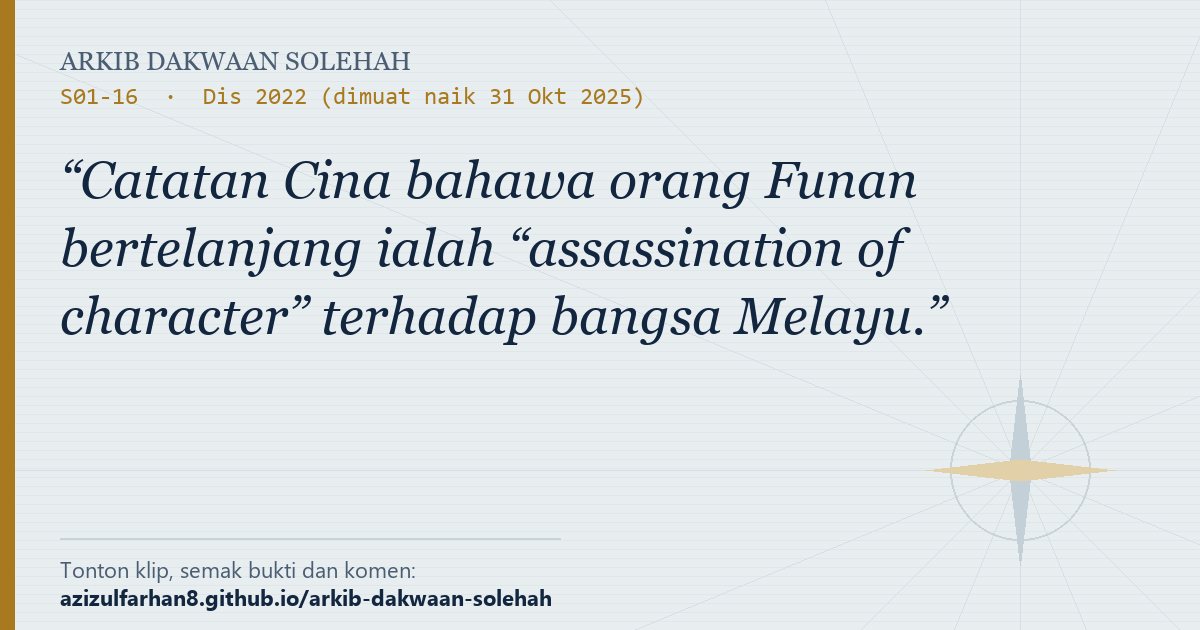 ARKIB DAKWAAN SOLEHAH
S01-16 · Dis 2022 (dimuat naik 31 Okt 2025)
“Catatan Cina bahawa orang Funan
bertelanjang ialah “assassination of
character” terhadap bangsa Melayu.”
Tonton klip, semak bukti dan komen:
azizulfarhan8.github.io/arkib-dakwaan-solehah